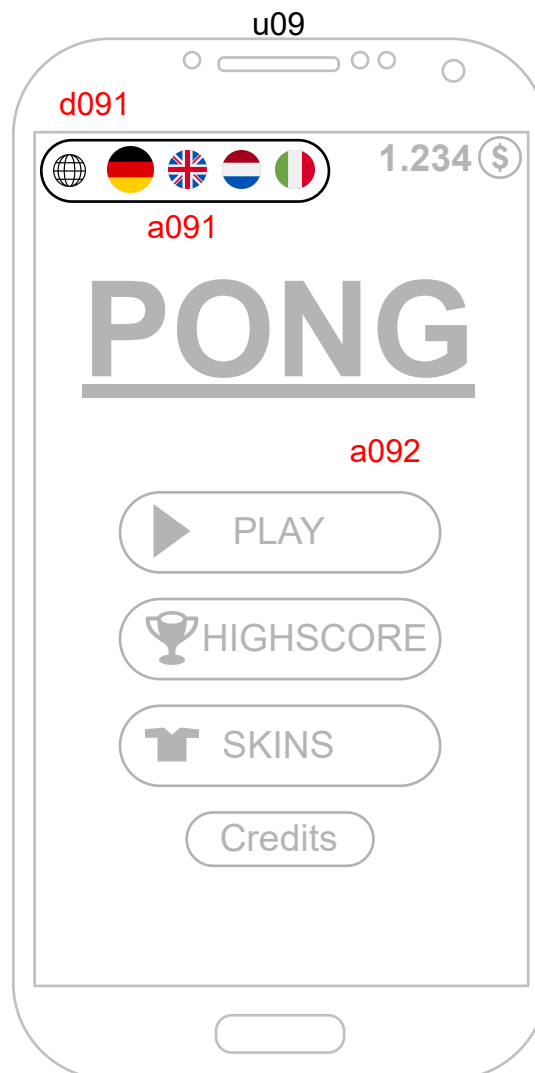 u09
d091
1.234 $
a091
PONG
a092
PLAY
HIGHSCORE
SKINS
Credits